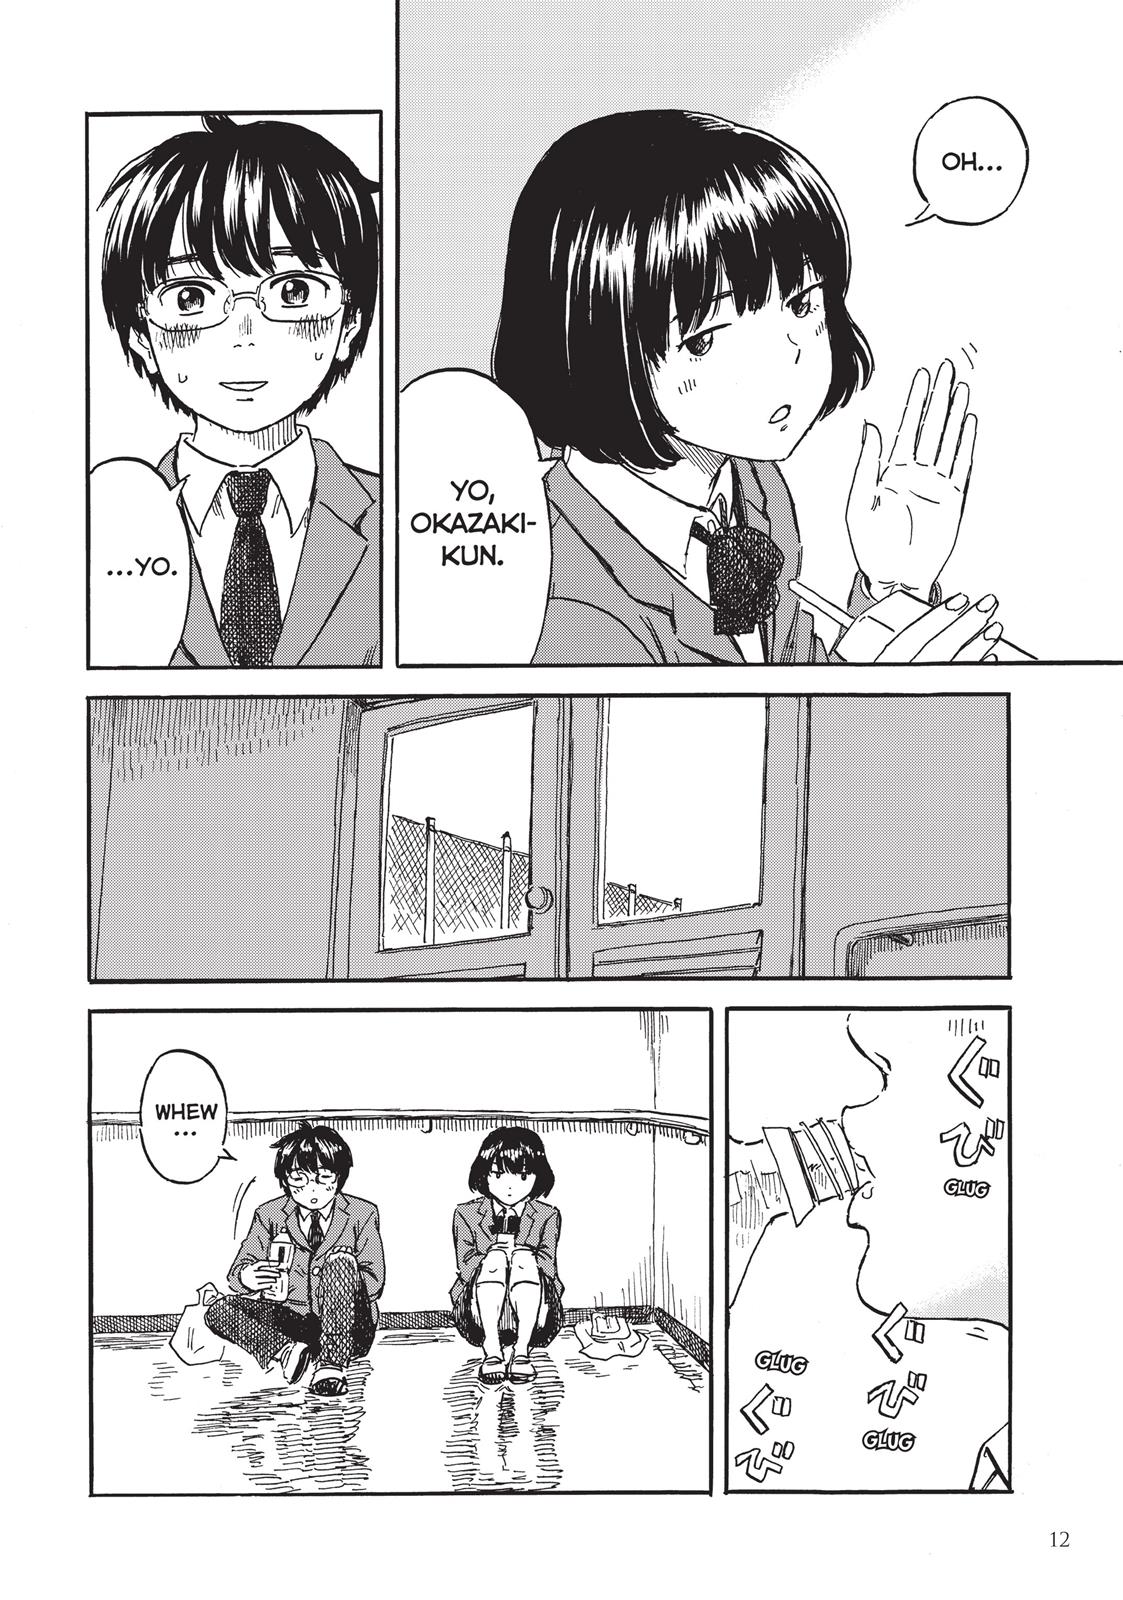 OH...
YO,
OKAZAKI-
KUN.
...YO.
ぐび
GLUG
ぐび
GLUG
GLUG
ぐび
WHEW
...
12